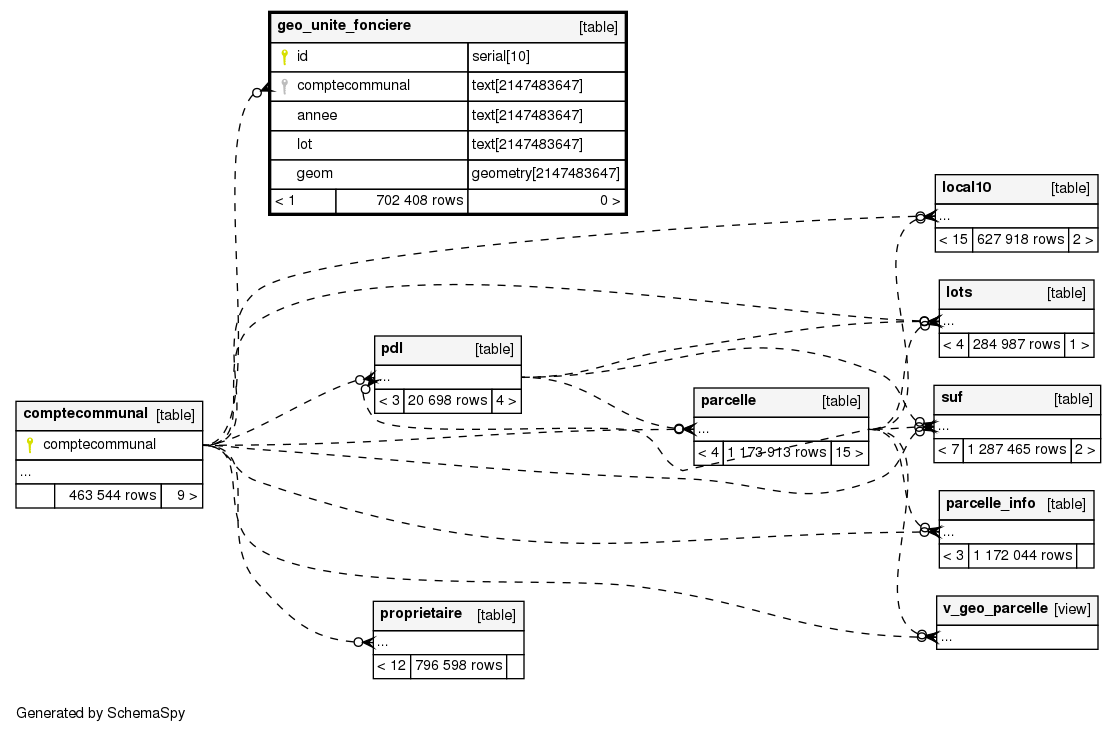 geo_unite_fonciere [table]
id serial[10]
comptecommunal text[2147483647]
annee text[2147483647]
lot text[2147483647]
geom geometry[2147483647]
< 1 702 408 rows 0 >
local10 [table]
...
< 15 627 918 rows 2 >
lots [table]
...
< 4 284 987 rows 1 >
pdl [table]
...
< 3 20 698 rows 4 >
parcelle [table]
...
< 4 1 173 913 rows 15 >
suf [table]
...
< 7 1 287 465 rows 2 >
comptecommunal [table]
comptecommunal
...
463 544 rows 9 >
parcelle_info [table]
...
< 3 1 172 044 rows
v_geo_parcelle [view]
...
proprietaire [table]
...
< 12 796 598 rows
Generated by SchemaSpy